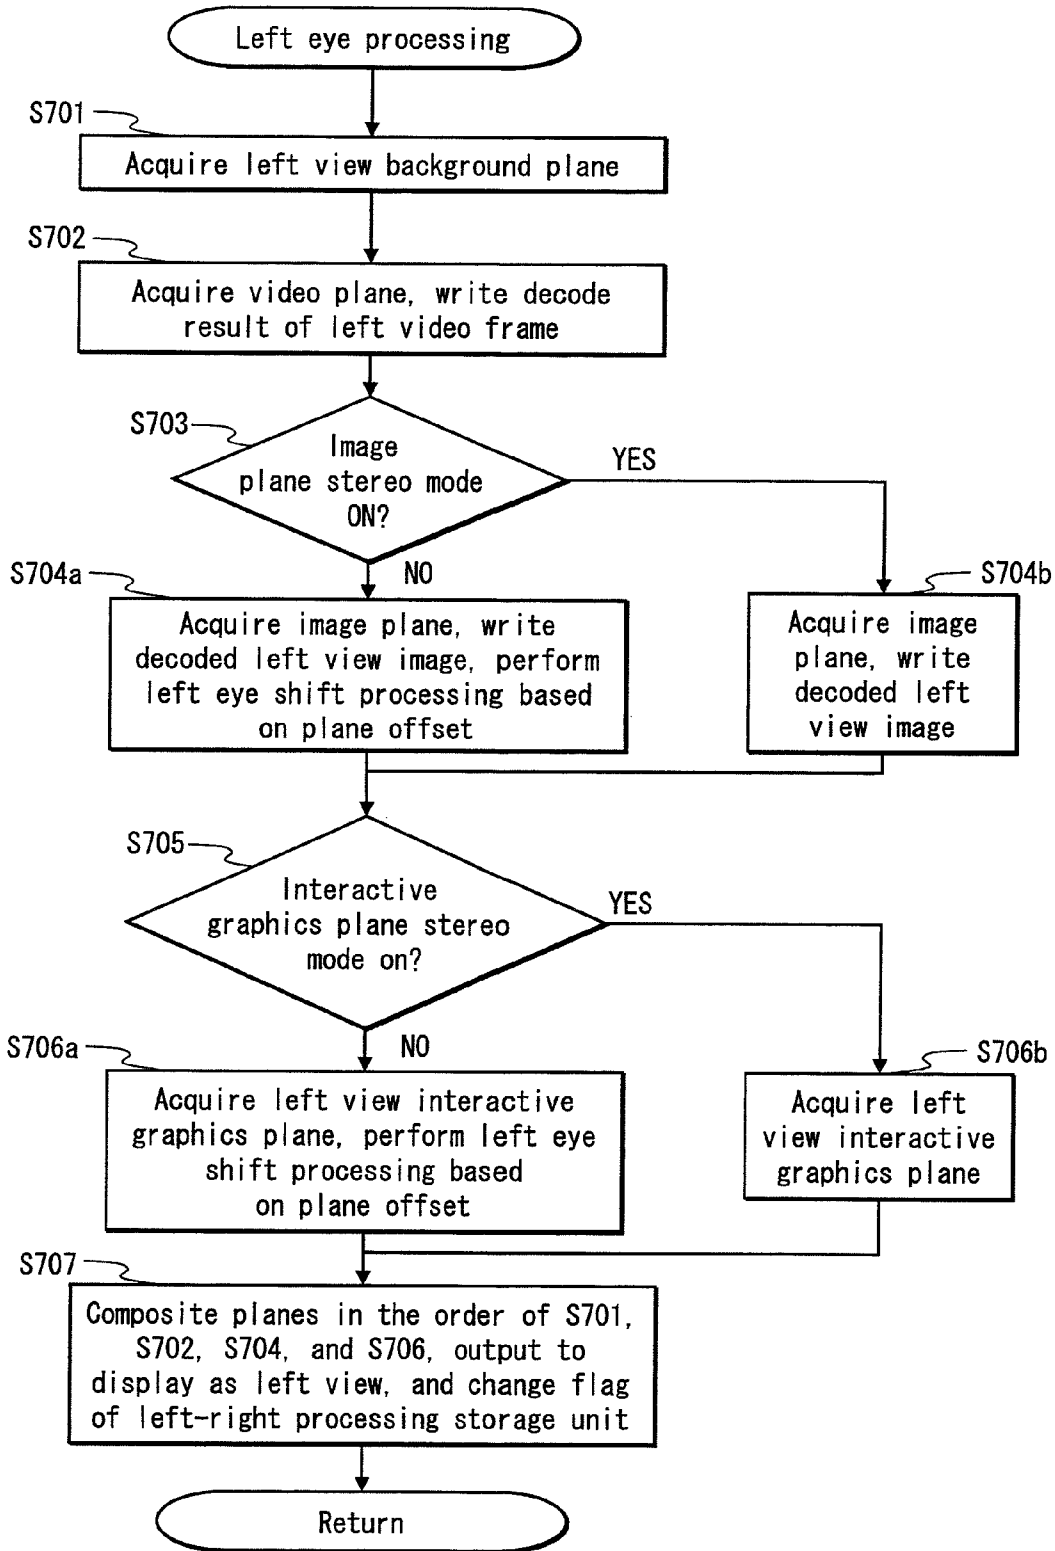 Left eye processing
S701
Acquire left view background plane
S702
Acquire video plane, write decode
result of left video frame
S703
Image
plane stereo mode
ON?
YES
NO
S704a
Acquire image plane, write
decoded left view image, perform
left eye shift processing based
on plane offset
S704b
Acquire image
plane, write
decoded left
view image
S705
Interactive
graphics plane stereo
mode on?
YES
NO
S706a
Acquire left view interactive
graphics plane, perform left eye
shift processing based
on plane offset
S706b
Acquire left
view interactive
graphics plane
S707
Composite planes in the order of S701,
S702, S704, and S706, output to
display as left view, and change flag
of left-right processing storage unit
Return